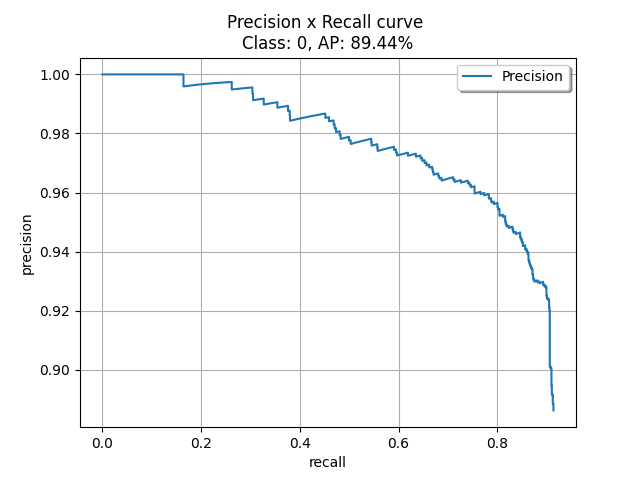 Precision x Recall curve
Class: 0, AP: 89.44%
Precision
1.00
0.98
0.96
0.94
0.92
0.90
precision
0.0 0.2 0.4 0.6 0.8
recall